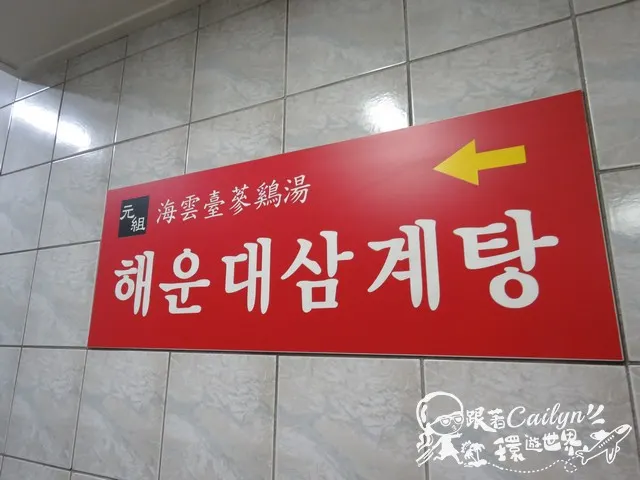 元組
海雲臺蔘鷄湯
해운대삼계탕
跟著Cailyn
環遊世界